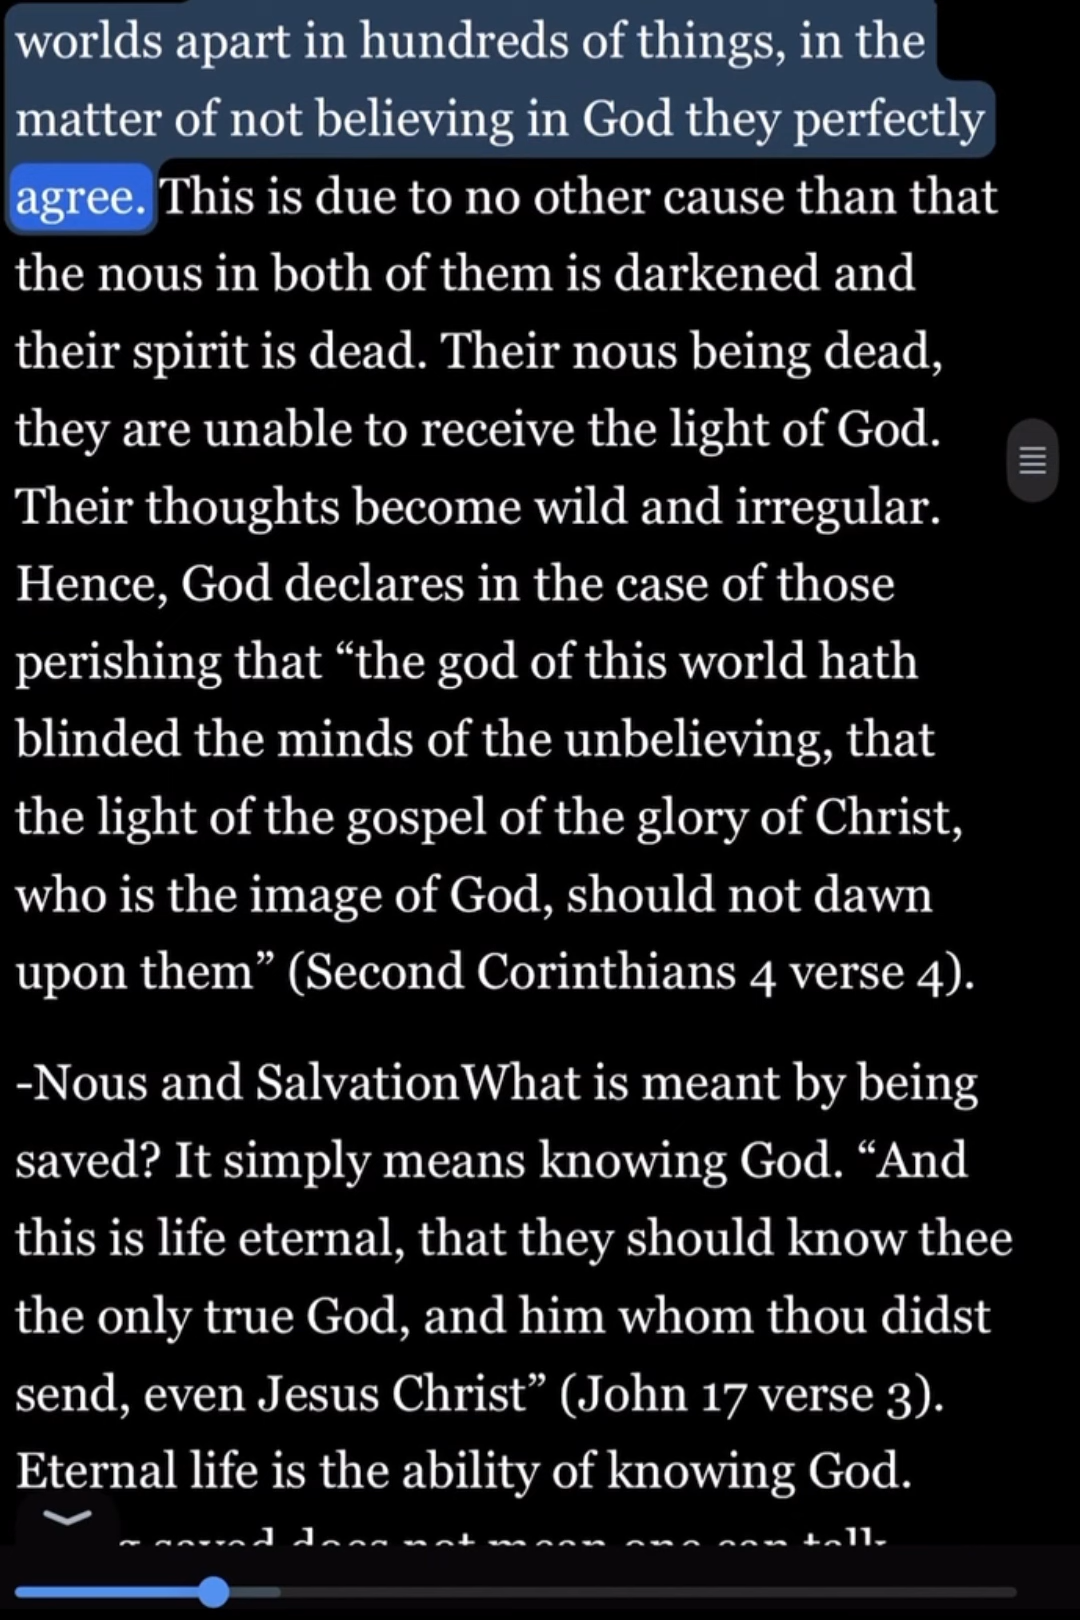 worlds apart in hundreds of things, in the
matter of not believing in God they perfectly
agree. This is due to no other cause than that
the nous in both of them is darkened and
their spirit is dead. Their nous being dead,
they are unable to receive the light of God.
Their thoughts become wild and irregular.
Hence, God declares in the case of those
perishing that “the god of this world hath
blinded the minds of the unbelieving, that
the light of the gospel of the glory of Christ,
who is the image of God, should not dawn
upon them” (Second Corinthians 4 verse 4).
-Nous and SalvationWhat is meant by being
saved? It simply means knowing God. “And
this is life eternal, that they should know thee
the only true God, and him whom thou didst
send, even Jesus Christ” (John 17 verse 3).
Eternal life is the ability of knowing God.
saved does not mean one can talk